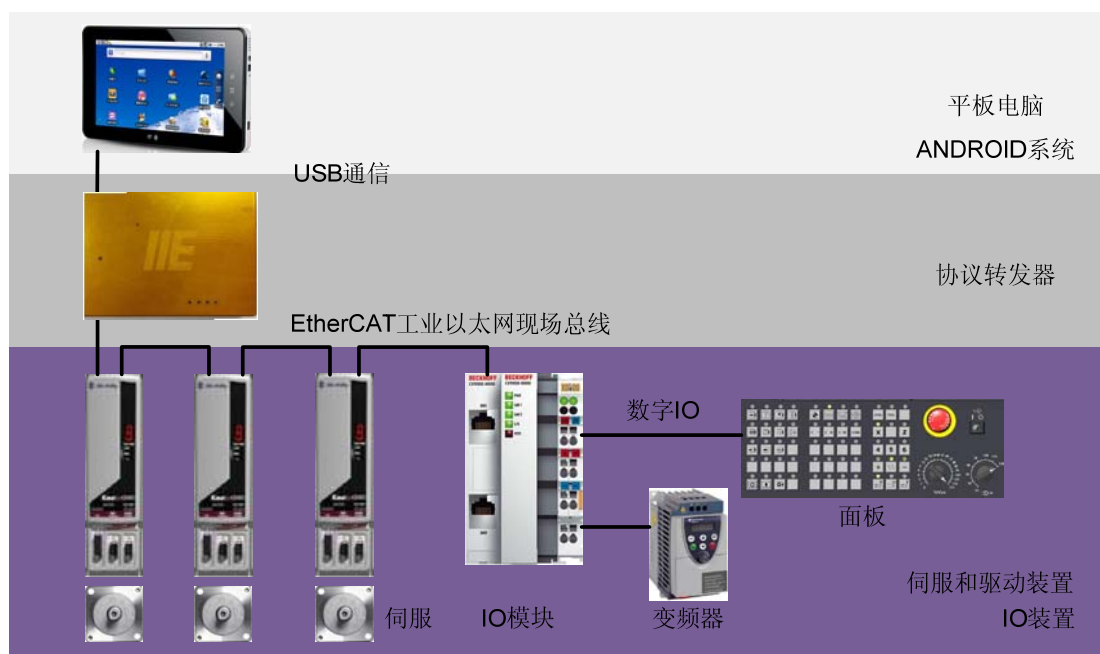 平板电脑
ANDROID系统
USB通信
IIE
协议转发器
EtherCAT工业以太网现场总线
BECKHOFF
BECKHOFF
数字IO
面板
伺服和驱动装置
伺服
IO模块
变频器
IO装置